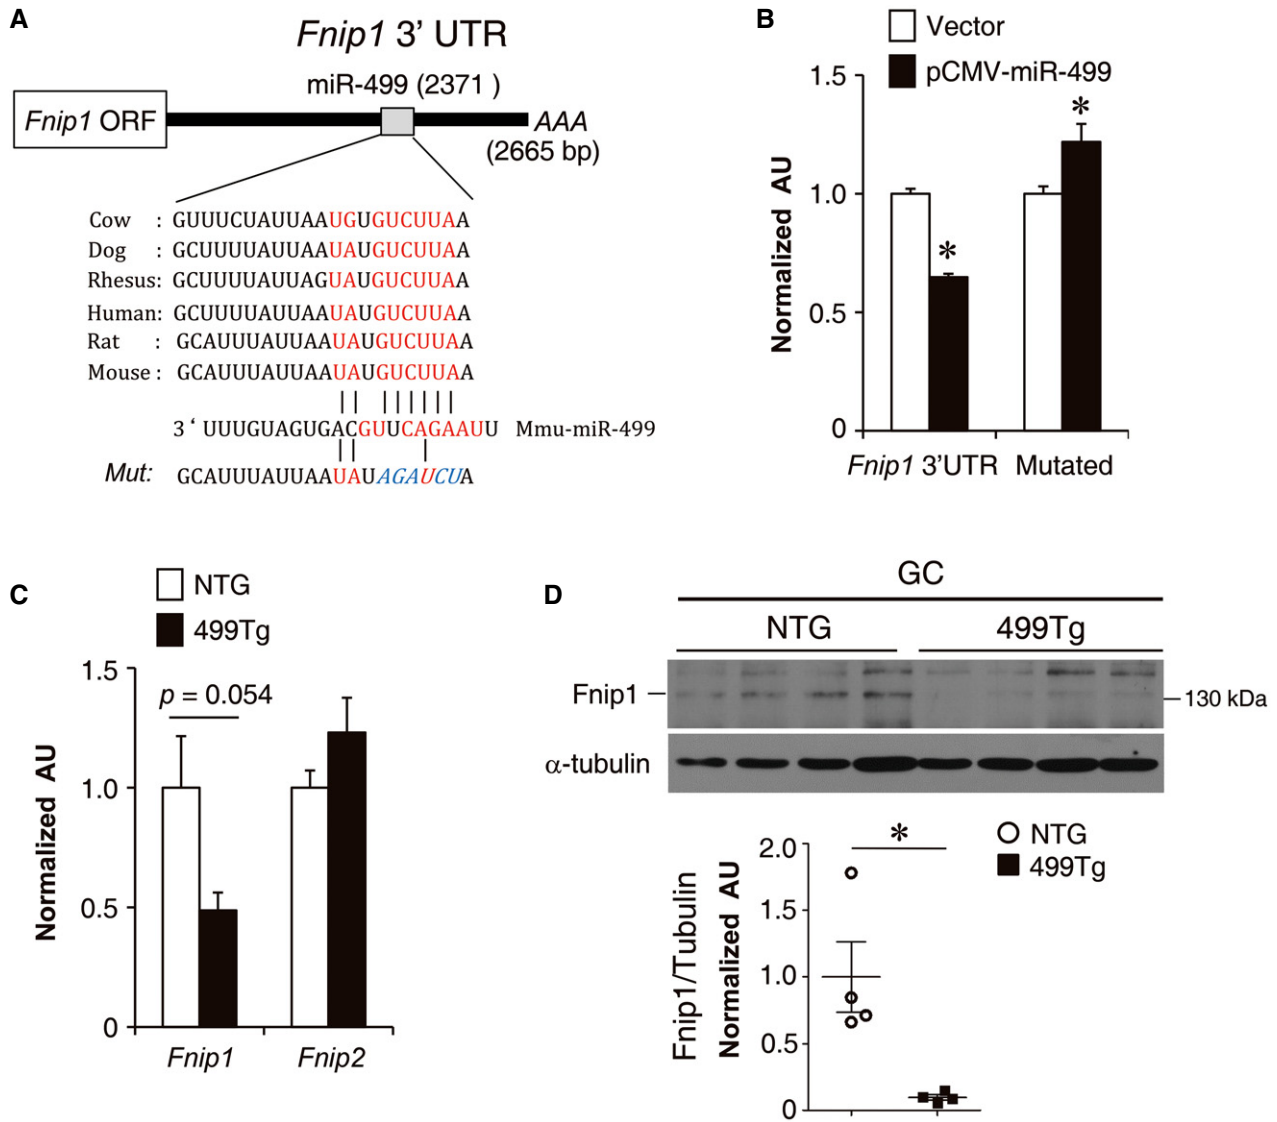 A
Fnip1 3’ UTR
miR-499 (2371 )
Fnip1 ORF
AAA
(2665 bp)
Cow : GUUUCUAUUAAUGUGUCUUAA
Dog : GCUUUUAUUAAUAUGUCUUAA
Rhesus: GCUUUUAUUAGUAUGUCUUAA
Human: GCUUUUAUUAAUAUGUCUUAA
Rat : GCAUUUAUUAAUAUGUCUUAA
Mouse : GCAUUUAUUAAUAUGUCUUAA
3 ‘ UUUGUAGUGACGUUCAGAAUU Mmu-miR-499
Mut: GCAUUUAUUAAUAUAGAUCUA
B
Vector
pCMV-miR-499
Normalized AU
1.5
1.0
0.5
0
*
*
Fnip1 3’UTR Mutated
C
NTG
499Tg
Normalized AU
1.5
1.0
0.5
0
p = 0.054
Fnip1 Fnip2
D
GC
NTG 499Tg
Fnip1
130 kDa
α-tubulin
Fnip1/Tubulin
Normalized AU
2.0
1.5
1.0
0.5
0
*
NTG
499Tg